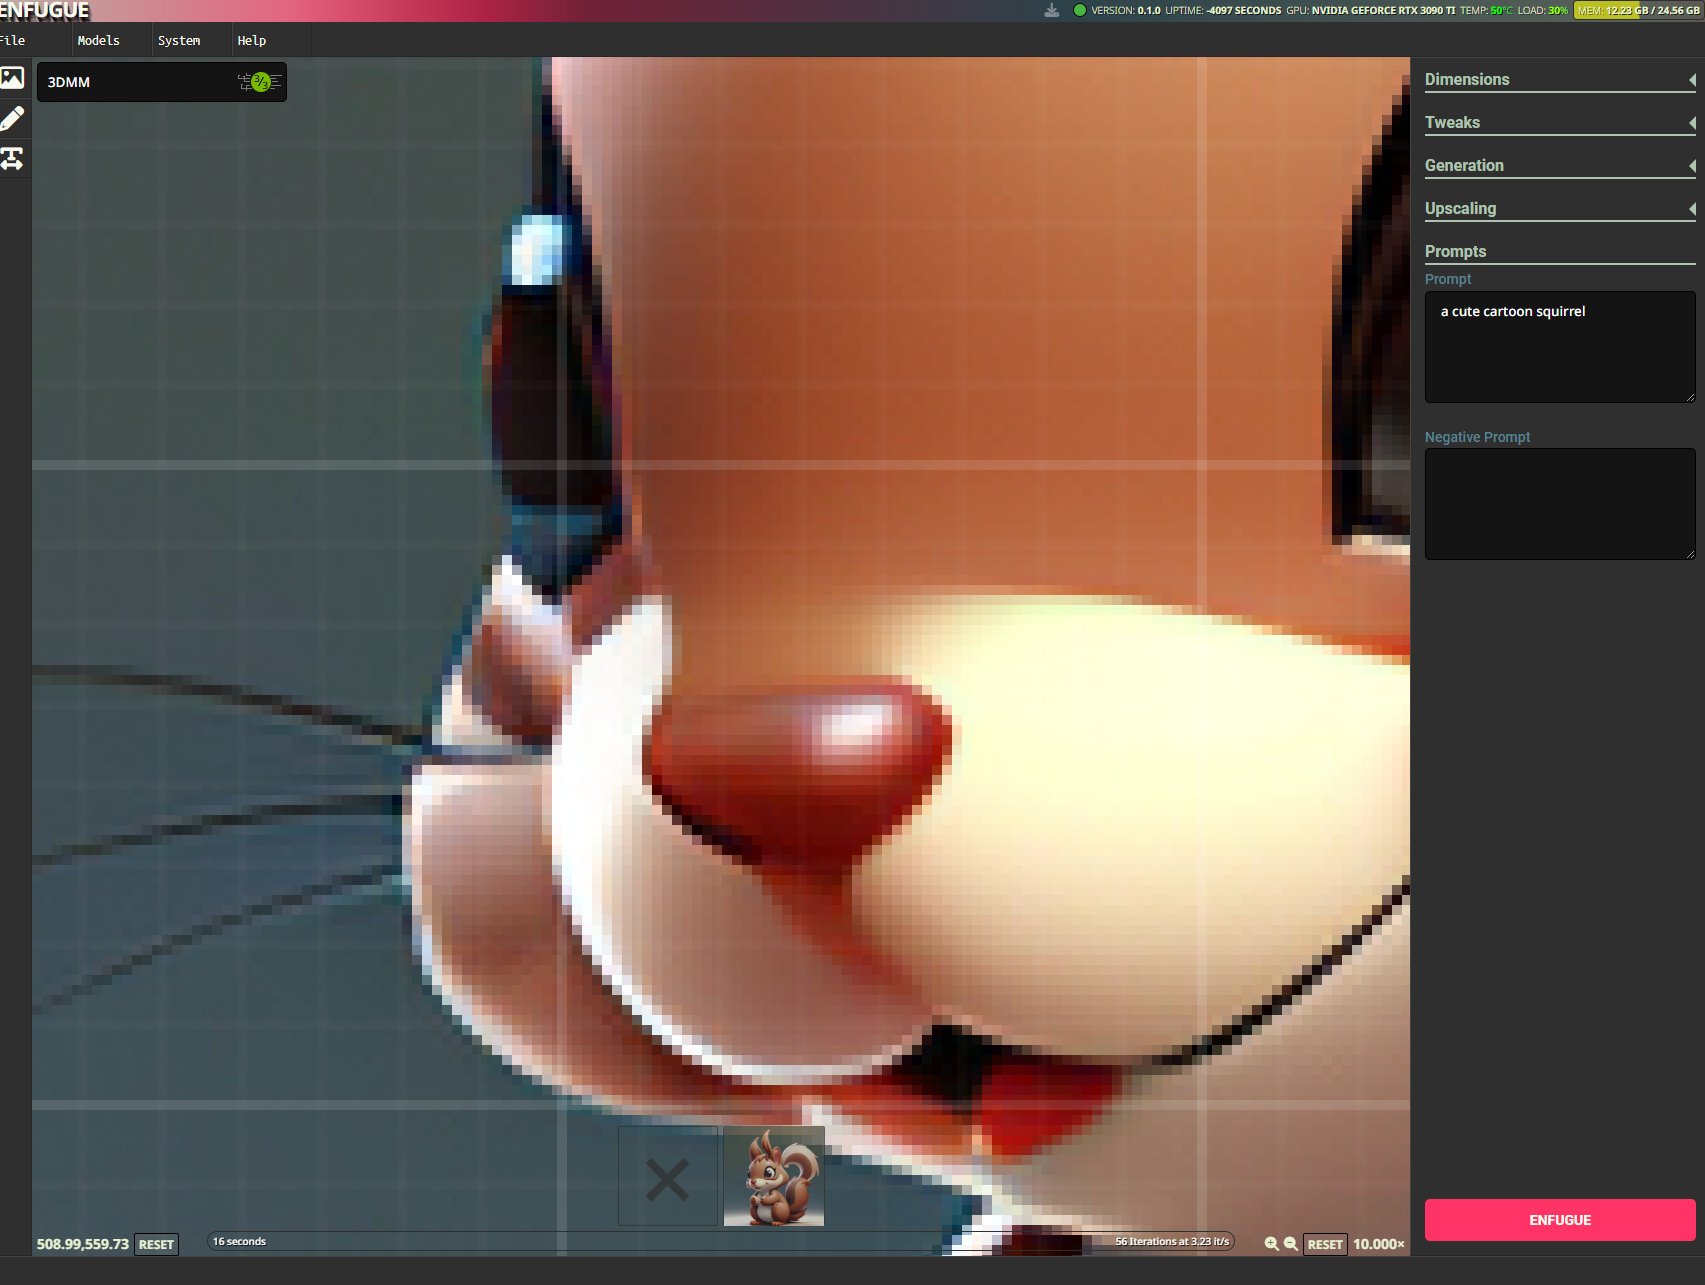 ENFUGUE
VERSION: 0.1.0 UPTIME: -4097 SECONDS GPU: NVIDIA GEFORCE RTX 3090 TI TEMP: 50°C LOAD: 30% MEM: 12.23 GB / 24.56 GB
File Models System Help
3DMM
3/3
Dimensions
Tweaks
Generation
Upscaling
Prompts
Prompt
a cute cartoon squirrel
Negative Prompt
ENFUGUE
508.99,559.73 RESET
16 seconds
56 Iterations at 3.23 it/s
RESET 10.000×